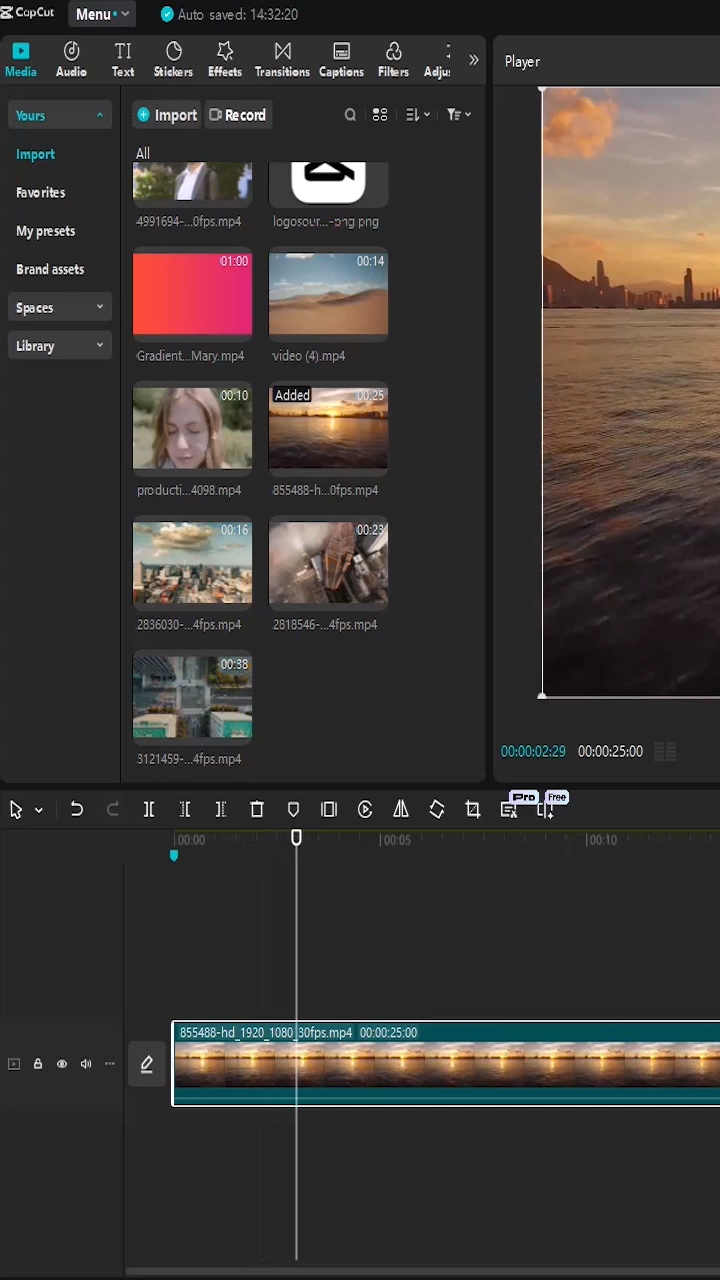 CapCut Menu Auto saved: 14:32:20
Media Audio Text Stickers Effects Transitions Captions Filters Adju
Player
Yours
Import
Favorites
My presets
Brand assets
Spaces
Library
Import Record
All
4991694-...0fps.mp4 logosour...-png.png
01:00 00:14
Gradient...Mary.mp4 video (4).mp4
00:10 Added 00:25
producti...4098.mp4 855488-h...0fps.mp4
00:16 00:23
2836030-...4fps.mp4 2818546-...4fps.mp4
00:38
3121459-...4fps.mp4
00:00:02:29 00:00:25:00
Pro Free
00:00 00:05 00:10
855488-hd_1920_1080_30fps.mp4 00:00:25:00